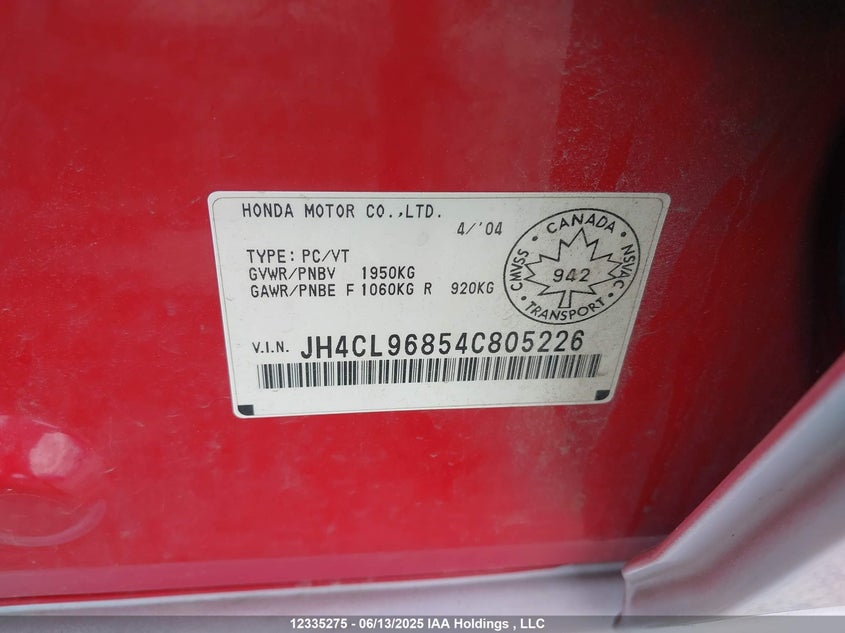 HONDA MOTOR CO.,LTD.
4/'04
TYPE: PC/VT
GVWR/PNBV 1950KG
GAWR/PNBE F 1060KG R 920KG
CANADA
CMVSS
NSVAC
942
TRANSPORT
V.I.N. JH4CL96854C805226
12335275 - 06/13/2025 IAA Holdings , LLC